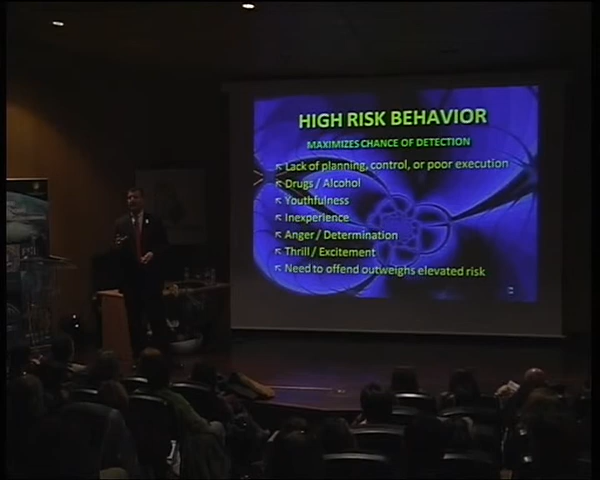 HIGH RISK BEHAVIOR
MAXIMIZES CHANCE OF DETECTION
Lack of planning, control, or poor execution
Drugs / Alcohol
Youthfulness
Inexperience
Anger / Determination
Thrill / Excitement
Need to offend outweighs elevated risk